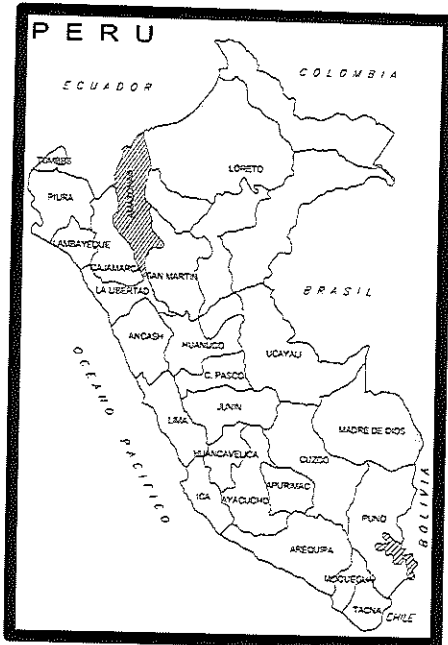 PERU
ECUADOR
COLOMBIA
TUMBES
PIURA
AMAZONAS
LORETO
LAMBAYEQUE
CAJAMARCA
SAN MARTIN
LA LIBERTAD
BRASIL
ANCASH
HUANUCO
UCAYALI
C. PASCO
OCEANO PACIFICO
LIMA
JUNIN
MADRE DE DIOS
HUANCAVELICA
CUZCO
BOLIVIA
ICA
AYACUCHO
APURIMAC
PUNO
AREQUIPA
MOQUEGUA
TACNA
CHILE